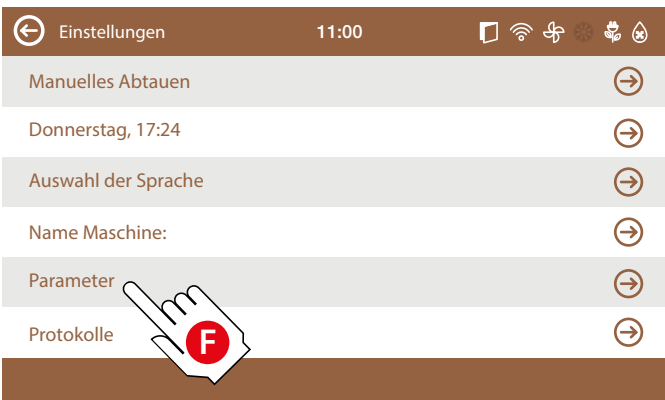 Einstellungen 11:00
Manuelles Abtauen
Donnerstag, 17:24
Auswahl der Sprache
Name Maschine:
Parameter
Protokolle
F